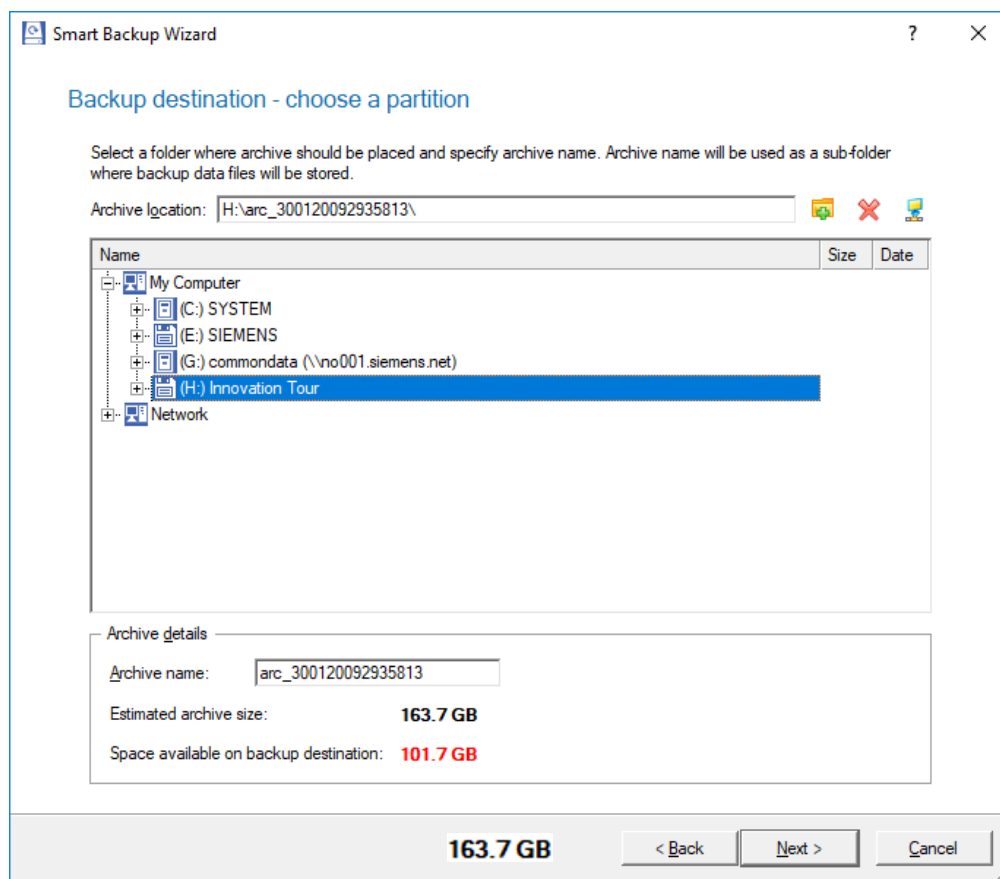 Smart Backup Wizard ?
Backup destination - choose a partition
Select a folder where archive should be placed and specify archive name. Archive name will be used as a sub-folder
where backup data files will be stored.
Archive location: H:\arc_300120092935813\
Name Size Date
My Computer
(C:) SYSTEM
(E:) SIEMENS
(G:) commondata (\\no001.siemens.net)
(H:) Innovation Tour
Network
Archive details
Archive name: arc_300120092935813
Estimated archive size: 163.7 GB
Space available on backup destination: 101.7 GB
163.7 GB < Back Next > Cancel